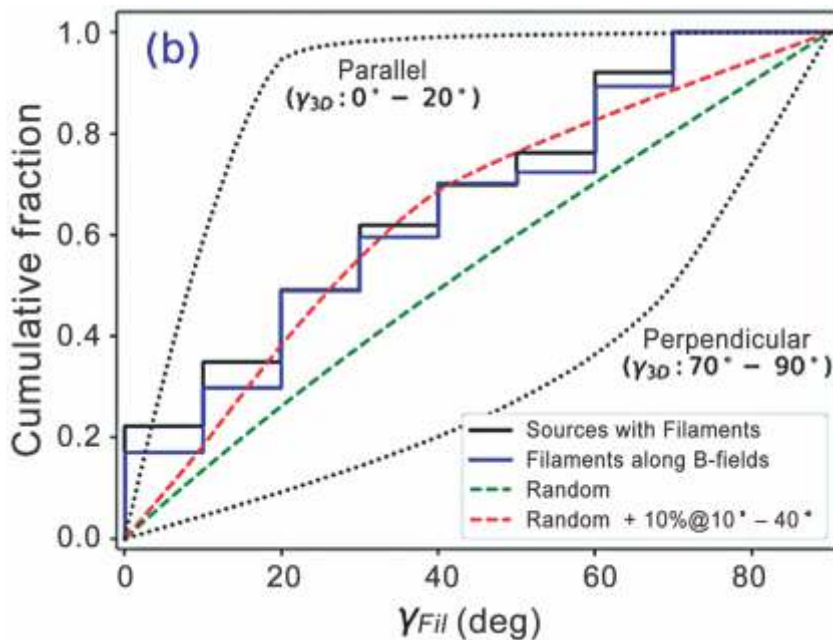 (b)
Parallel
(γ3D : 0° – 20°)
Perpendicular
(γ3D : 70° – 90°)
Sources with Filaments
Filaments along B-fields
Random
Random + 10%@10° – 40°
1.0
0.8
0.6
0.4
0.2
0.0
Cumulative fraction
0 20 40 60 80
γFil (deg)